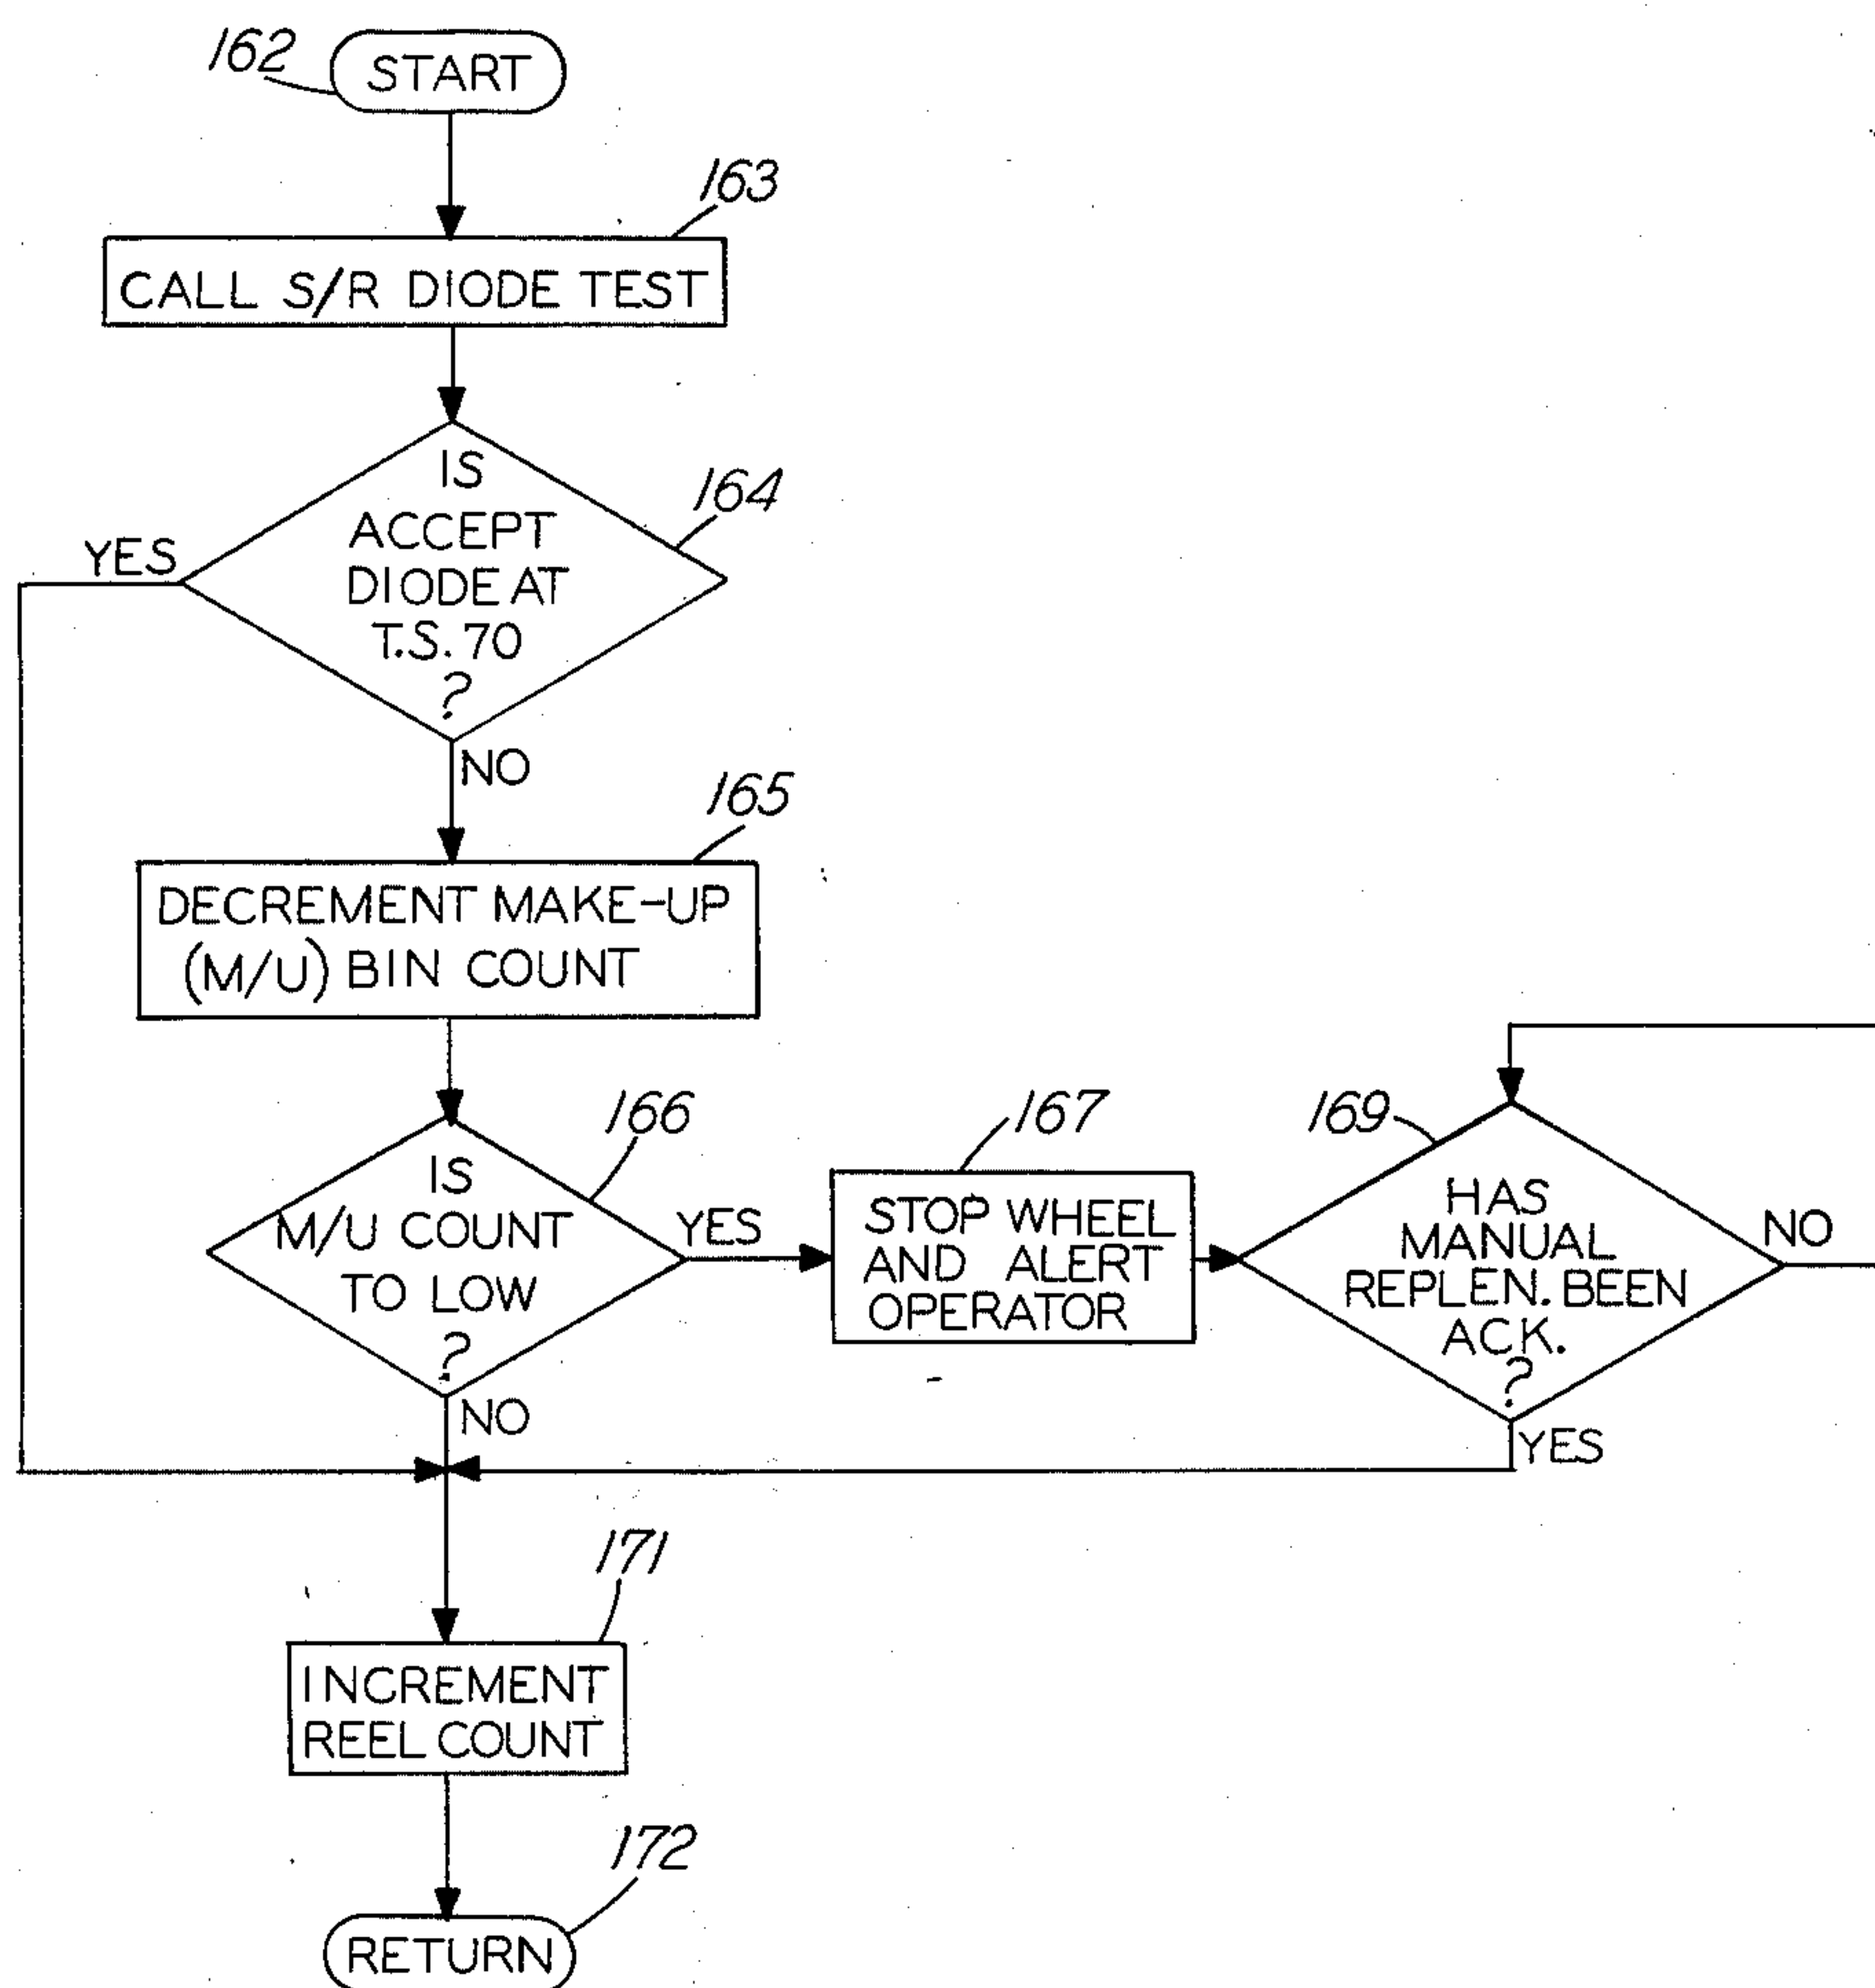 162
START
163
CALL S/R DIODE TEST
164
IS
ACCEPT
DIODE AT
T.S. 70
?
YES
NO
165
DECREMENT MAKE-UP
(M/U) BIN COUNT
166
IS
M/U COUNT
TO LOW
?
YES
NO
167
STOP WHEEL
AND ALERT
OPERATOR
169
HAS
MANUAL
REPLEN. BEEN
ACK.
?
NO
YES
171
INCREMENT
REEL COUNT
172
RETURN